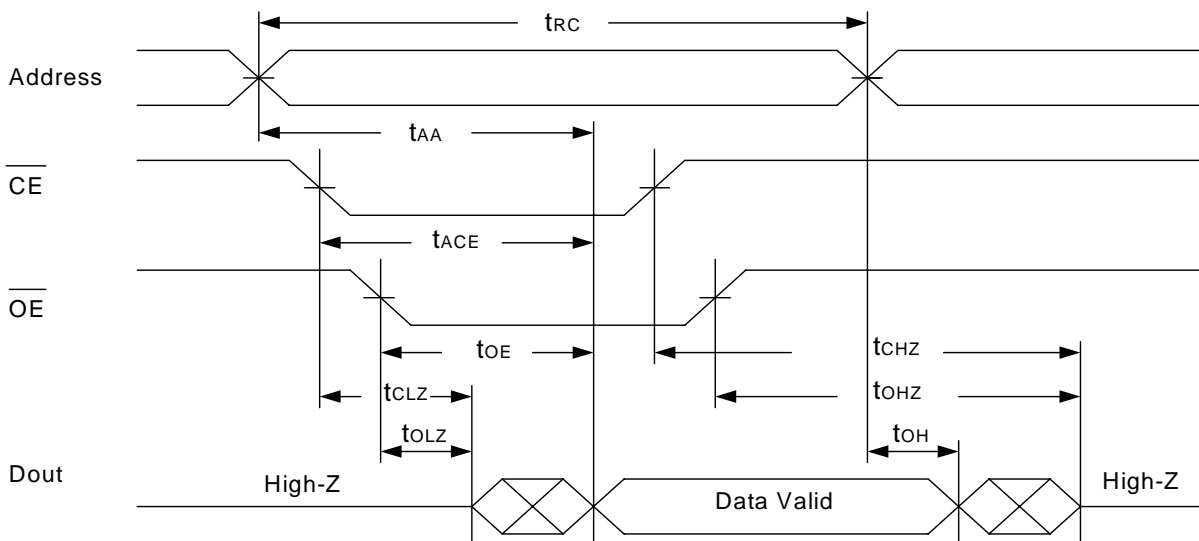 tRC
Address
tAA
CE
tACE
OE
tOE
tCHZ
tCLZ
tOHZ
tOLZ
tOH
Dout
High-Z
Data Valid
High-Z